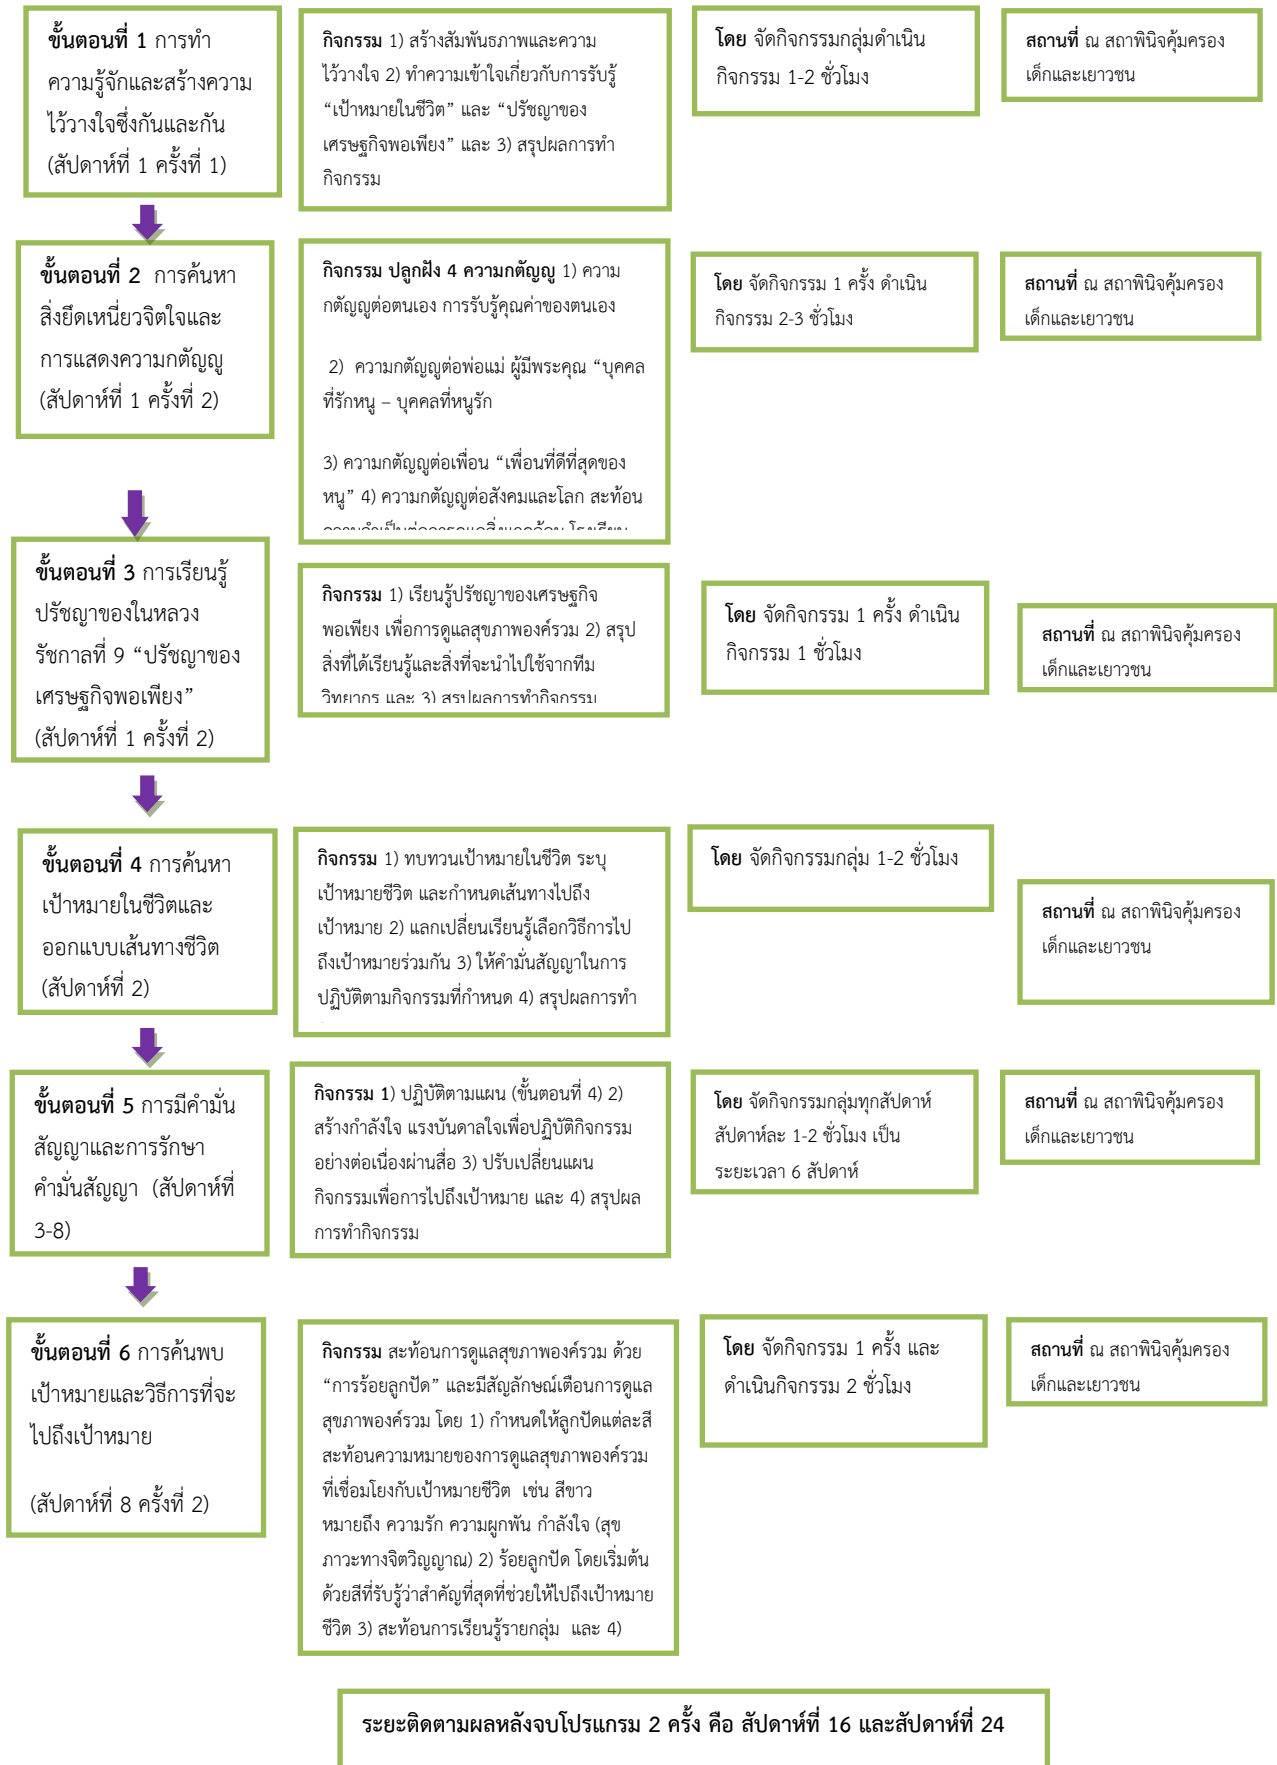 ขั้นตอนที่ 1 การทำ
ความรู้จักและสร้างความ
ไว้วางใจซึ่งกันและกัน
(สัปดาห์ที่ 1 ครั้งที่ 1)
กิจกรรม 1) สร้างสัมพันธภาพและความ
ไว้วางใจ 2) ทำความเข้าใจเกี่ยวกับการรับรู้
“เป้าหมายในชีวิต” และ “ปรัชญาของ
เศรษฐกิจพอเพียง” และ 3) สรุปผลการทำ
กิจกรรม
โดย จัดกิจกรรมกลุ่มดำเนิน
กิจกรรม 1-2 ชั่วโมง
สถานที่ ณ สถาพินิจคุ้มครอง
เด็กและเยาวชน
ขั้นตอนที่ 2 การค้นหา
สิ่งยึดเหนี่ยวจิตใจและ
การแสดงความกตัญญู
(สัปดาห์ที่ 1 ครั้งที่ 2)
กิจกรรม ปลูกฝัง 4 ความกตัญญู 1) ความ
กตัญญูต่อตนเอง การรับรู้คุณค่าของตนเอง
2) ความกตัญญูต่อพ่อแม่ ผู้มีพระคุณ “บุคคล
ที่รักหนู – บุคคลที่หนูรัก
3) ความกตัญญูต่อเพื่อน “เพื่อนที่ดีที่สุดของ
หนู” 4) ความกตัญญูต่อสังคมและโลก สะท้อน
โดย จัดกิจกรรม 1 ครั้ง ดำเนิน
กิจกรรม 2-3 ชั่วโมง
สถานที่ ณ สถาพินิจคุ้มครอง
เด็กและเยาวชน
ขั้นตอนที่ 3 การเรียนรู้
ปรัชญาของในหลวง
รัชกาลที่ 9 “ปรัชญาของ
เศรษฐกิจพอเพียง”
(สัปดาห์ที่ 1 ครั้งที่ 2)
กิจกรรม 1) เรียนรู้ปรัชญาของเศรษฐกิจ
พอเพียง เพื่อการดูแลสุขภาพองค์รวม 2) สรุป
สิ่งที่ได้เรียนรู้และสิ่งที่จะนำไปใช้จากทีม
วิทยากร และ 3) สรุปผลการทำกิจกรรม
โดย จัดกิจกรรม 1 ครั้ง ดำเนิน
กิจกรรม 1 ชั่วโมง
สถานที่ ณ สถาพินิจคุ้มครอง
เด็กและเยาวชน
ขั้นตอนที่ 4 การค้นหา
เป้าหมายในชีวิตและ
ออกแบบเส้นทางชีวิต
(สัปดาห์ที่ 2)
กิจกรรม 1) ทบทวนเป้าหมายในชีวิต ระบุ
เป้าหมายชีวิต และกำหนดเส้นทางไปถึง
เป้าหมาย 2) แลกเปลี่ยนเรียนรู้เลือกวิธีการไป
ถึงเป้าหมายร่วมกัน 3) ให้คำมั่นสัญญาในการ
ปฏิบัติตามกิจกรรมที่กำหนด 4) สรุปผลการทำ
โดย จัดกิจกรรมกลุ่ม 1-2 ชั่วโมง
สถานที่ ณ สถาพินิจคุ้มครอง
เด็กและเยาวชน
ขั้นตอนที่ 5 การมีคำมั่น
สัญญาและการรักษา
คำมั่นสัญญา (สัปดาห์ที่
3-8)
กิจกรรม 1) ปฏิบัติตามแผน (ขั้นตอนที่ 4) 2)
สร้างกำลังใจ แรงบันดาลใจเพื่อปฏิบัติกิจกรรม
อย่างต่อเนื่องผ่านสื่อ 3) ปรับเปลี่ยนแผน
กิจกรรมเพื่อการไปถึงเป้าหมาย และ 4) สรุปผล
การทำกิจกรรม
โดย จัดกิจกรรมกลุ่มทุกสัปดาห์
สัปดาห์ละ 1-2 ชั่วโมง เป็น
ระยะเวลา 6 สัปดาห์
สถานที่ ณ สถาพินิจคุ้มครอง
เด็กและเยาวชน
ขั้นตอนที่ 6 การค้นพบ
เป้าหมายและวิธีการที่จะ
ไปถึงเป้าหมาย
(สัปดาห์ที่ 8 ครั้งที่ 2)
กิจกรรม สะท้อนการดูแลสุขภาพองค์รวม ด้วย
“การร้อยลูกปัด” และมีสัญลักษณ์เตือนการดูแล
สุขภาพองค์รวม โดย 1) กำหนดให้ลูกปัดแต่ละสี
สะท้อนความหมายของการดูแลสุขภาพองค์รวม
ที่เชื่อมโยงกับเป้าหมายชีวิต เช่น สีขาว
หมายถึง ความรัก ความผูกพัน กำลังใจ (สุข
ภาวะทางจิตวิญญาณ) 2) ร้อยลูกปัด โดยเริ่มต้น
ด้วยสีที่รับรู้ว่าสำคัญที่สุดที่ช่วยให้ไปถึงเป้าหมาย
ชีวิต 3) สะท้อนการเรียนรู้รายกลุ่ม และ 4)
โดย จัดกิจกรรม 1 ครั้ง และ
ดำเนินกิจกรรม 2 ชั่วโมง
สถานที่ ณ สถาพินิจคุ้มครอง
เด็กและเยาวชน
ระยะติดตามผลหลังจบโปรแกรม 2 ครั้ง คือ สัปดาห์ที่ 16 และสัปดาห์ที่ 24